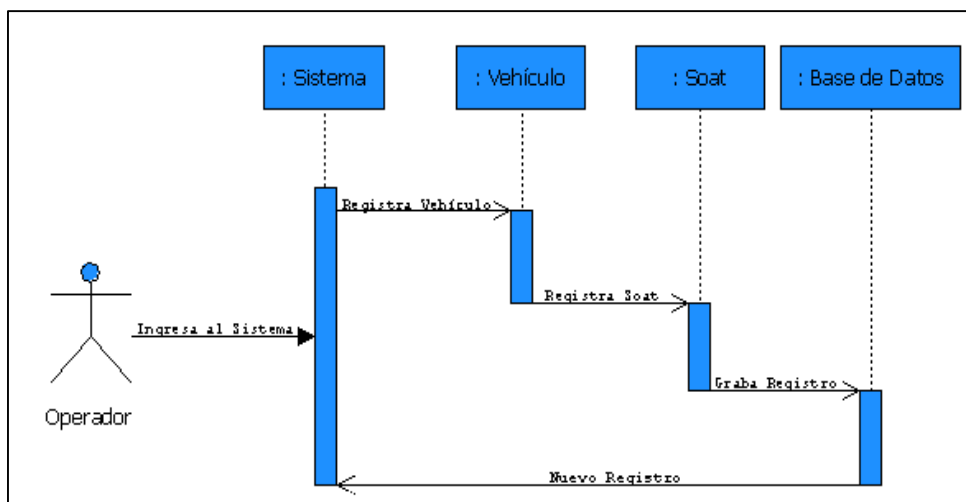 : Sistema
: Vehículo
: Soat
: Base de Datos
Registra Vehículo
Registra Soat
Ingresa al Sistema
Graba Registro
Operador
Nuevo Registro